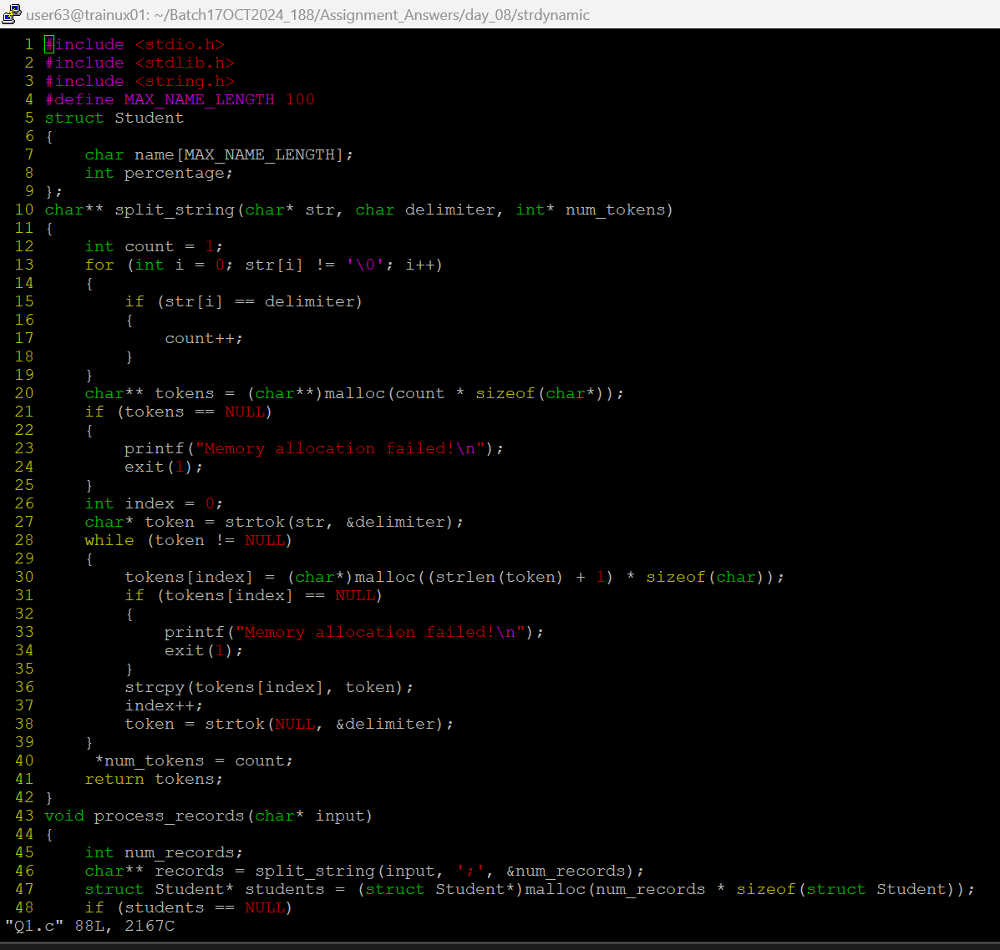 user63@trainux01: ~/Batch17OCT2024_188/Assignment_Answers/day_08/strdynamic
1 #include <stdio.h>
2 #include <stdlib.h>
3 #include <string.h>
4 #define MAX_NAME_LENGTH 100
5 struct Student
6 {
7     char name[MAX_NAME_LENGTH];
8     int percentage;
9 };
10 char** split_string(char* str, char delimiter, int* num_tokens)
11 {
12     int count = 1;
13     for (int i = 0; str[i] != '\0'; i++)
14     {
15         if (str[i] == delimiter)
16         {
17             count++;
18         }
19     }
20     char** tokens = (char**)malloc(count * sizeof(char*));
21     if (tokens == NULL)
22     {
23         printf("Memory allocation failed!\n");
24         exit(1);
25     }
26     int index = 0;
27     char* token = strtok(str, &delimiter);
28     while (token != NULL)
29     {
30         tokens[index] = (char*)malloc((strlen(token) + 1) * sizeof(char));
31         if (tokens[index] == NULL)
32         {
33             printf("Memory allocation failed!\n");
34             exit(1);
35         }
36         strcpy(tokens[index], token);
37         index++;
38         token = strtok(NULL, &delimiter);
39     }
40      *num_tokens = count;
41     return tokens;
42 }
43 void process_records(char* input)
44 {
45     int num_records;
46     char** records = split_string(input, ';', &num_records);
47     struct Student* students = (struct Student*)malloc(num_records * sizeof(struct Student));
48     if (students == NULL)
"Q1.c" 88L, 2167C